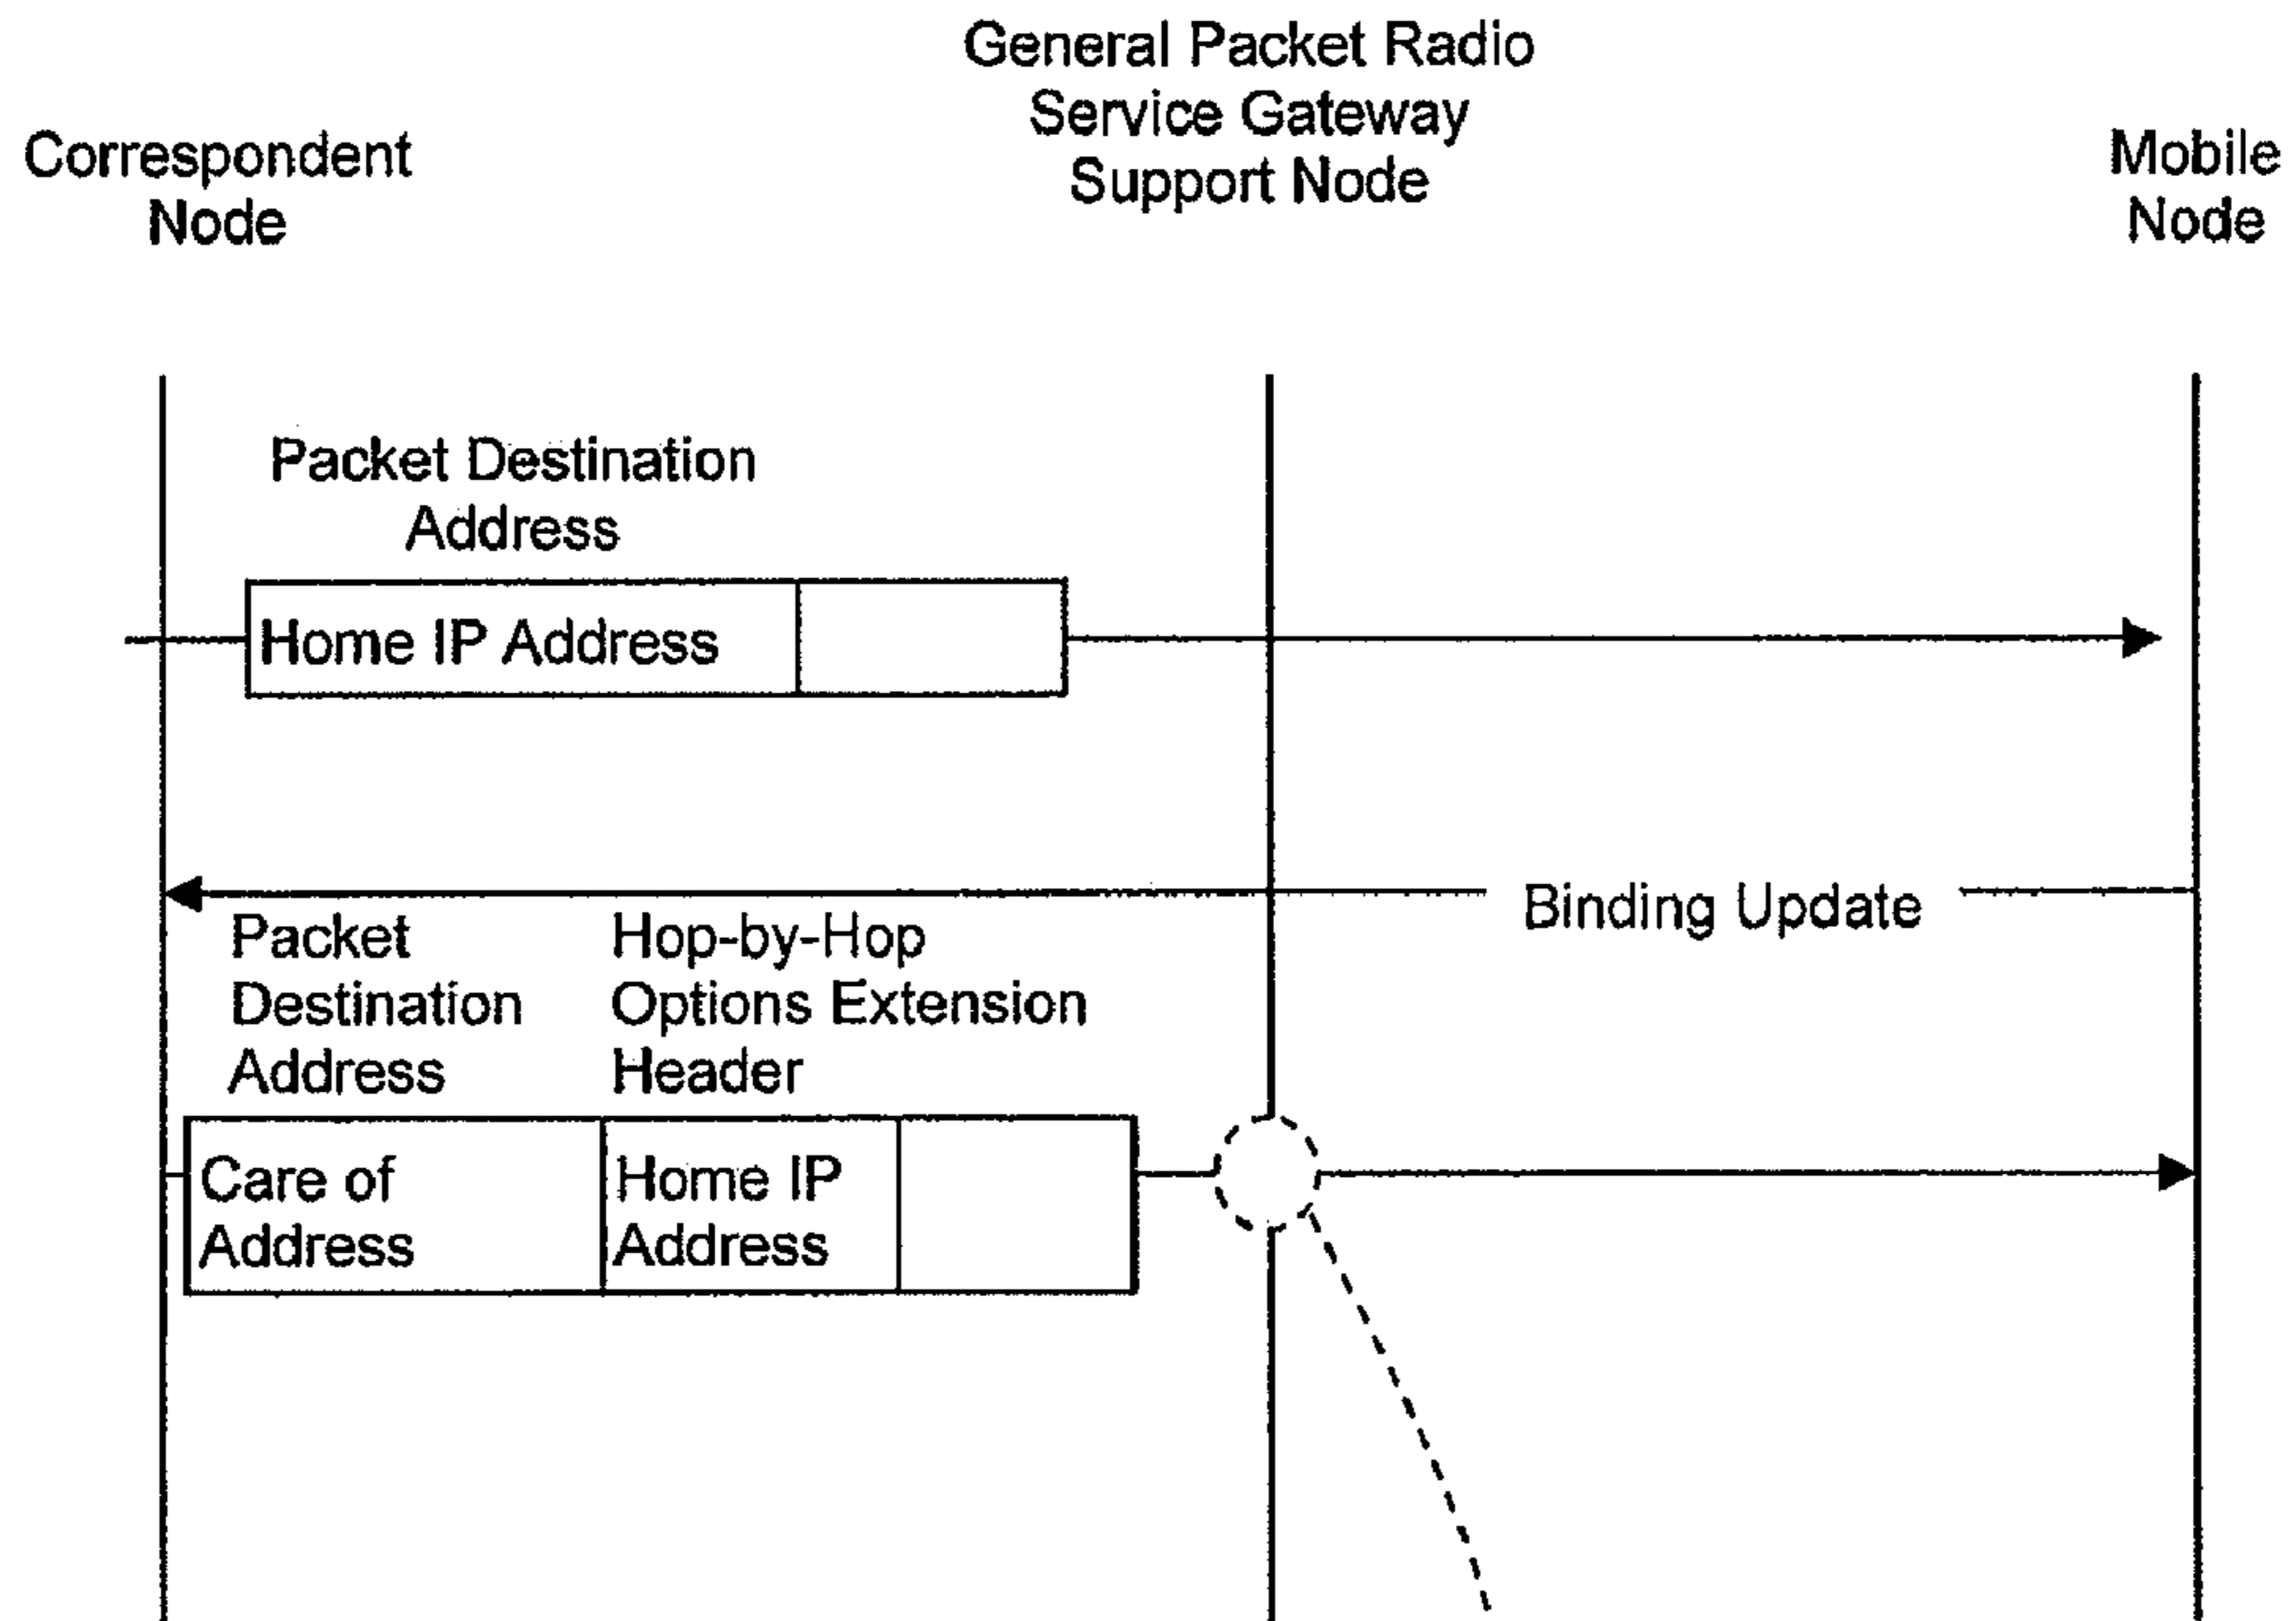 General Packet Radio
Service Gateway
Support Node
Correspondent
Node
Mobile
Node
Packet Destination
Address
Home IP Address
Binding Update
Packet
Destination
Address
Hop-by-Hop
Options Extension
Header
Care of
Address
Home IP
Address